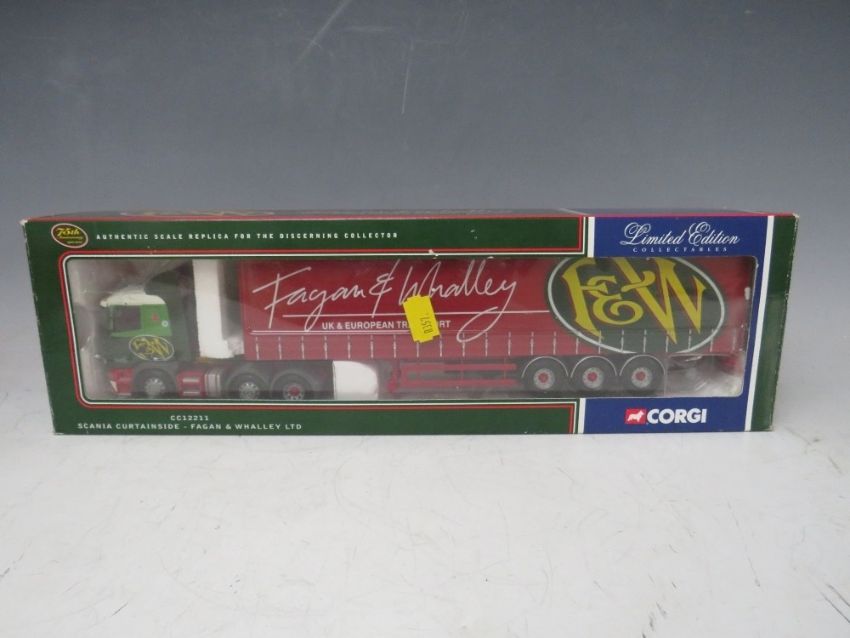 75th
AUTHENTIC SCALE REPLICA FOR THE DISCERNING COLLECTOR
Limited Edition
COLLECTABLES
Fagan & Whalley
UK & EUROPEAN TRANSPORT
F&W
CC12211
SCANIA CURTAINSIDE - FAGAN & WHALLEY LTD
CORGI